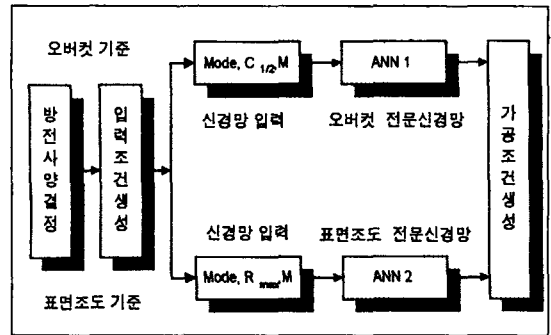 오버컷 기준
방전사양결정
입력조건생성
Mode, C 1/2, M
신경망 입력
ANN 1
오버컷 전문신경망
신경망 입력
Mode, R max, M
표면조도 전문신경망
ANN 2
가공조건생성
표면조도 기준